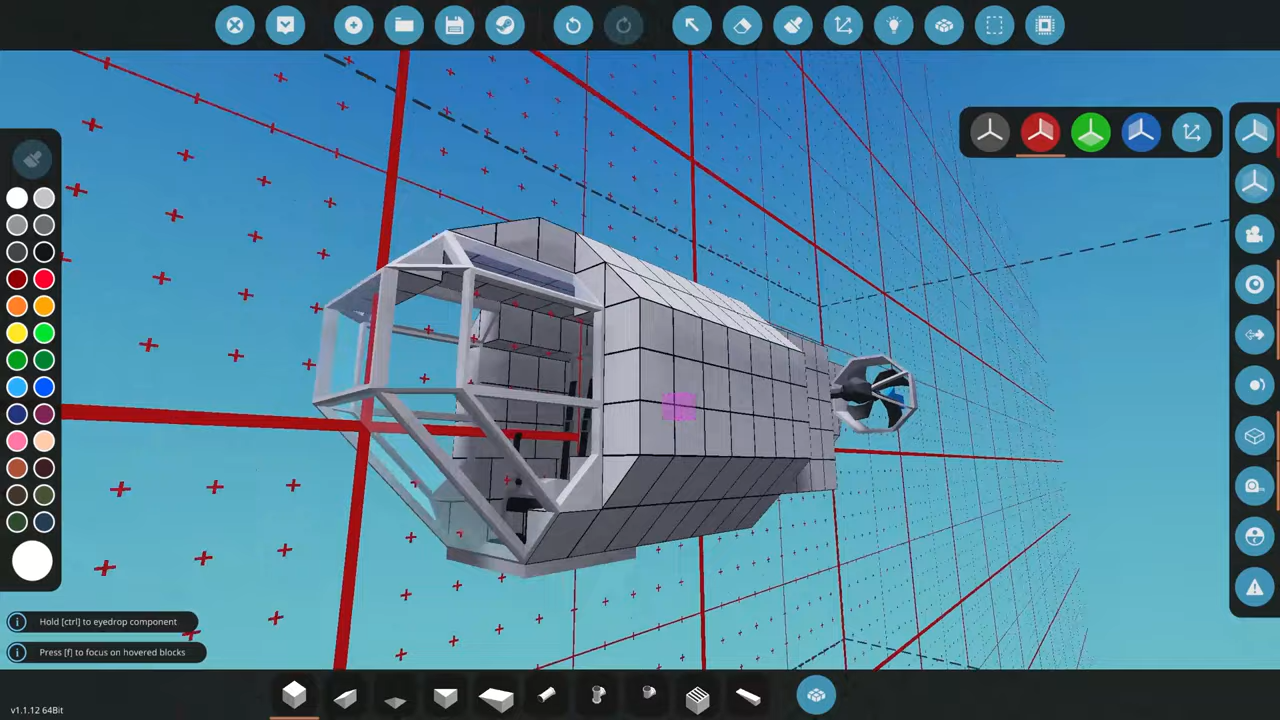 Hold [ctrl] to eyedrop component
Press [f] to focus on hovered blocks
v1.1.12 64Bit